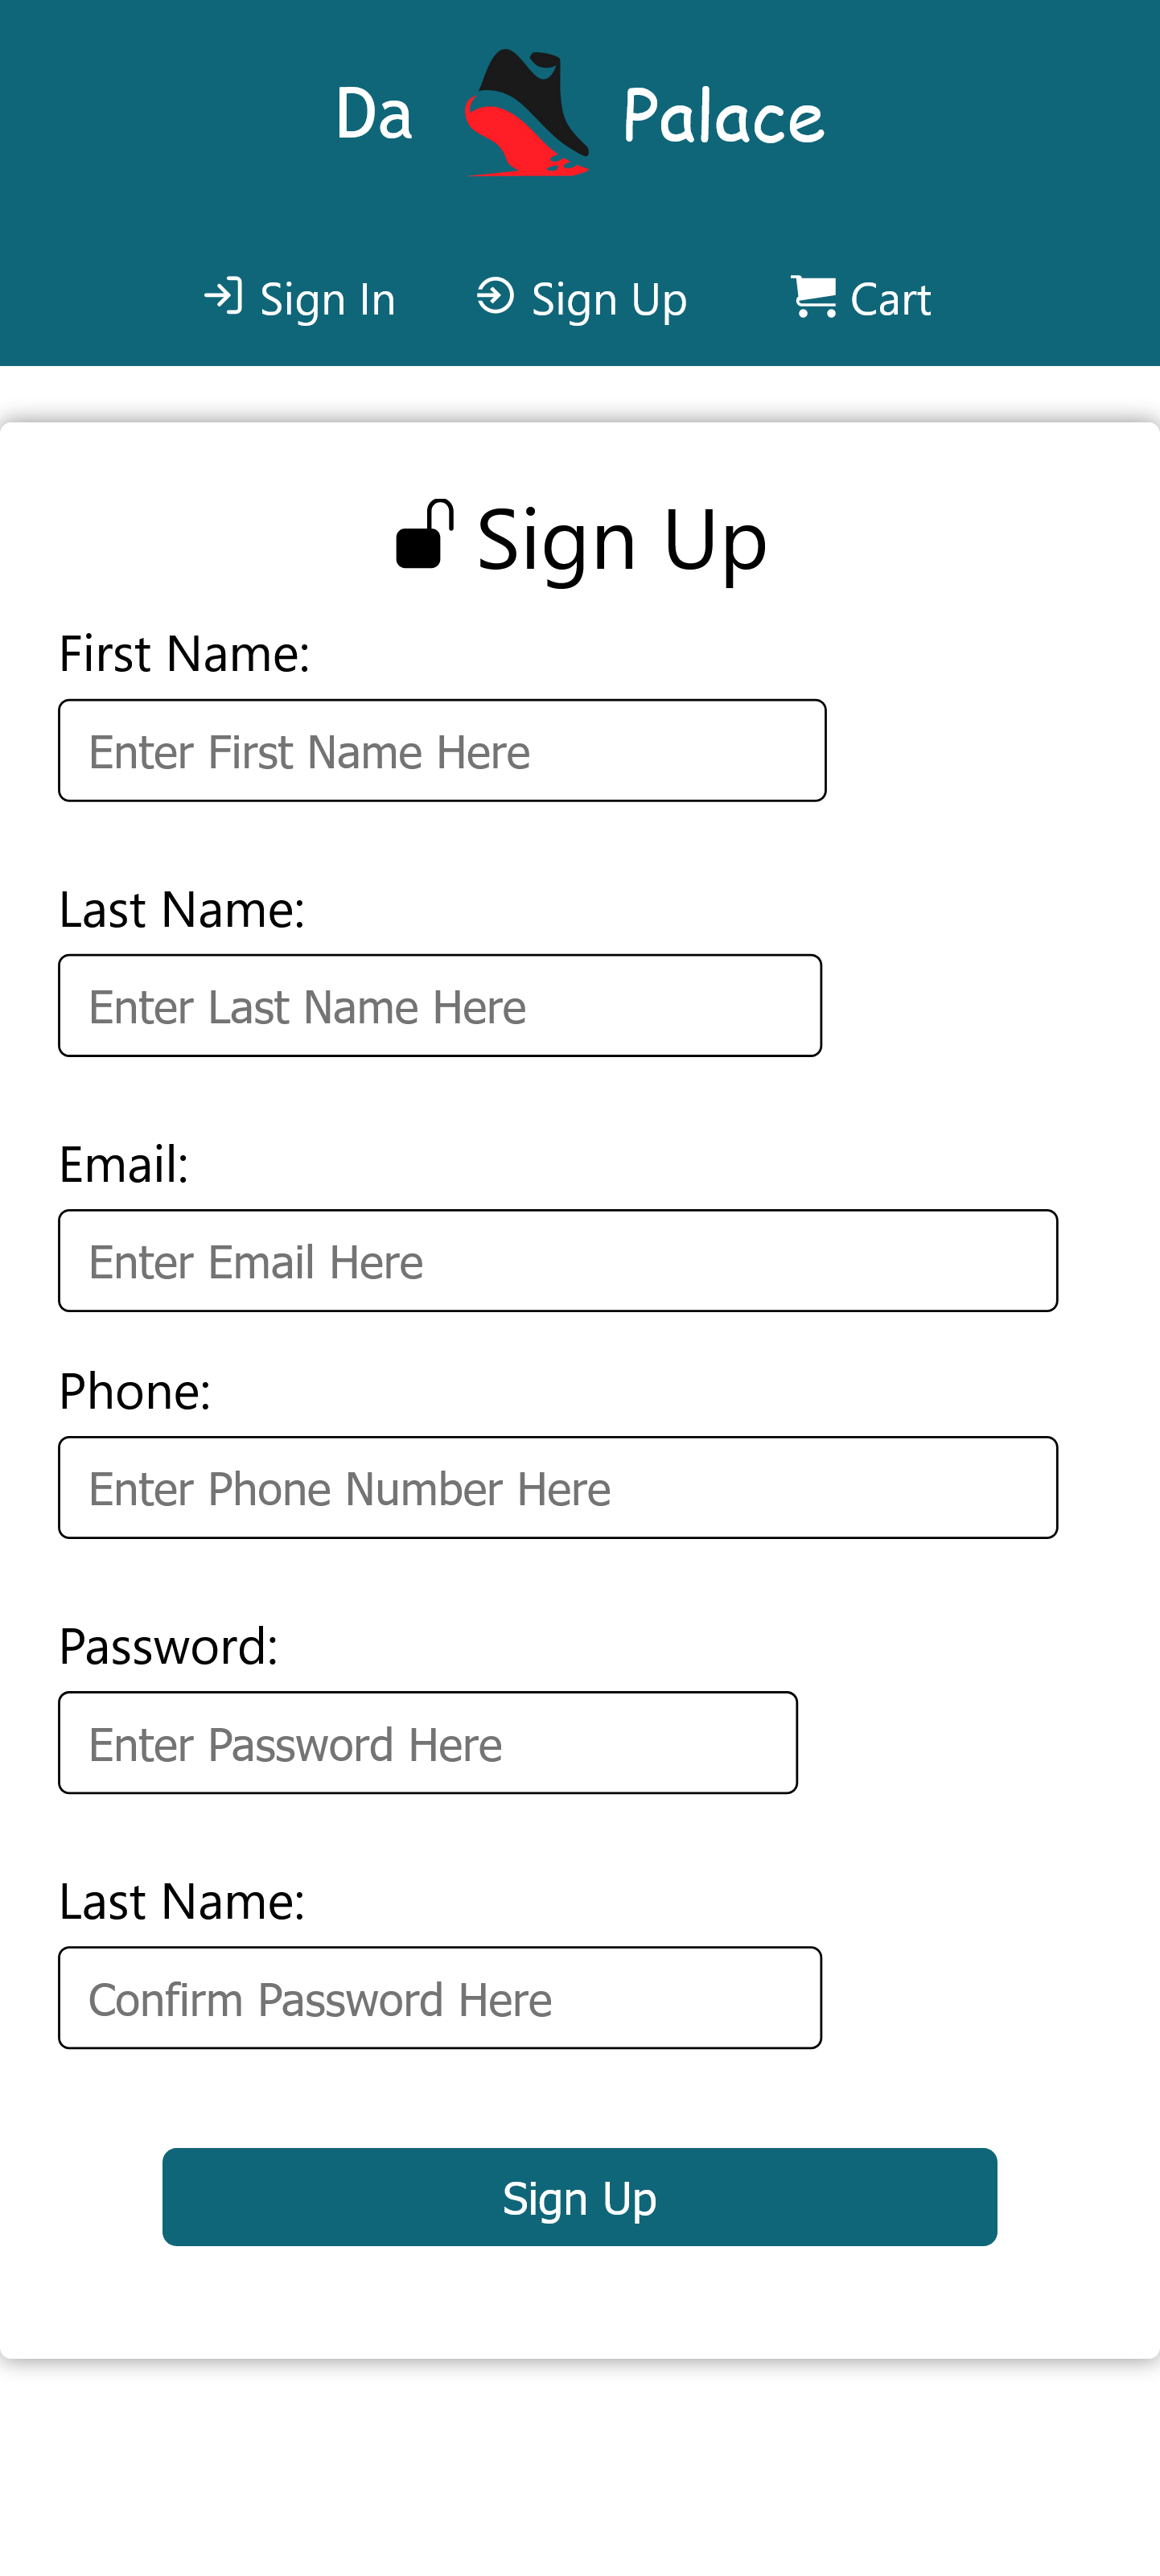 Da Palace
Sign In Sign Up Cart
Sign Up
First Name:
Enter First Name Here
Last Name:
Enter Last Name Here
Email:
Enter Email Here
Phone:
Enter Phone Number Here
Password:
Enter Password Here
Last Name:
Confirm Password Here
Sign Up